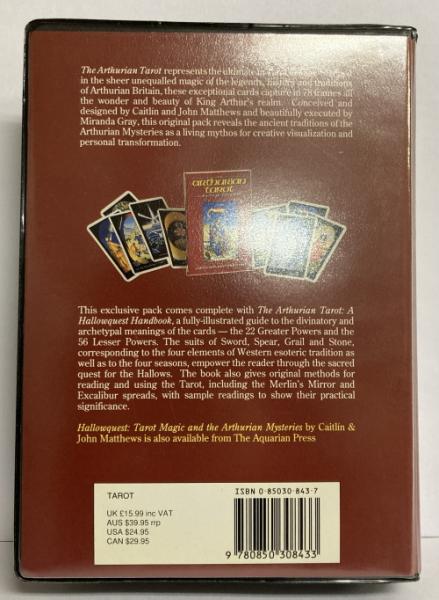 The Arthurian Tarot represents the ultimate in
in the sheer unequalled magic of the legends, history and traditions
of Arthurian Britain, these exceptional cards capture in 78 frames all
the wonder and beauty of King Arthur's realm. Conceived and
designed by Caitlín and John Matthews and beautifully executed by
Miranda Gray, this original pack reveals the ancient traditions of the
Arthurian Mysteries as a living mythos for creative visualization and
personal transformation.
arthurian
tarot
This exclusive pack comes complete with The Arthurian Tarot: A
Hallowquest Handbook, a fully-illustrated guide to the divinatory and
archetypal meanings of the cards — the 22 Greater Powers and the
56 Lesser Powers. The suits of Sword, Spear, Grail and Stone,
corresponding to the four elements of Western esoteric tradition as
well as to the four seasons, empower the reader through the sacred
quest for the Hallows. The book also gives original methods for
reading and using the Tarot, including the Merlin's Mirror and
Excalibur spreads, with sample readings to show their practical
significance.
Hallowquest: Tarot Magic and the Arthurian Mysteries by Caitlín &
John Matthews is also available from The Aquarian Press
TAROT
UK £15.99 inc VAT
AUS $39.95 rrp
USA $24.95
CAN $29.95
ISBN 0-85030-843-7
9 780850 308433